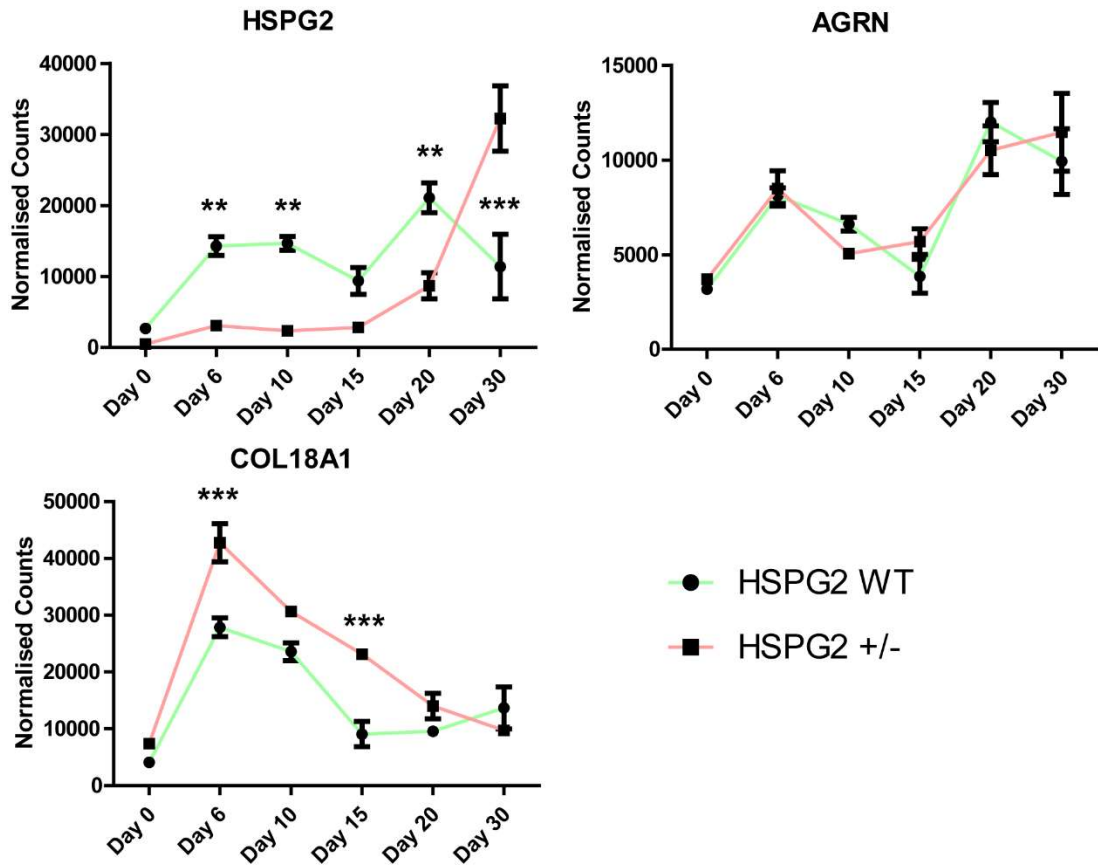 HSPG2
Normalised Counts
40000
30000
20000
10000
0
**
**
**
***
Day 0
Day 6
Day 10
Day 15
Day 20
Day 30
AGRN
Normalised Counts
15000
10000
5000
0
Day 0
Day 6
Day 10
Day 15
Day 20
Day 30
COL18A1
Normalised Counts
50000
40000
30000
20000
10000
0
***
***
Day 0
Day 6
Day 10
Day 15
Day 20
Day 30
HSPG2 WT
HSPG2 +/-